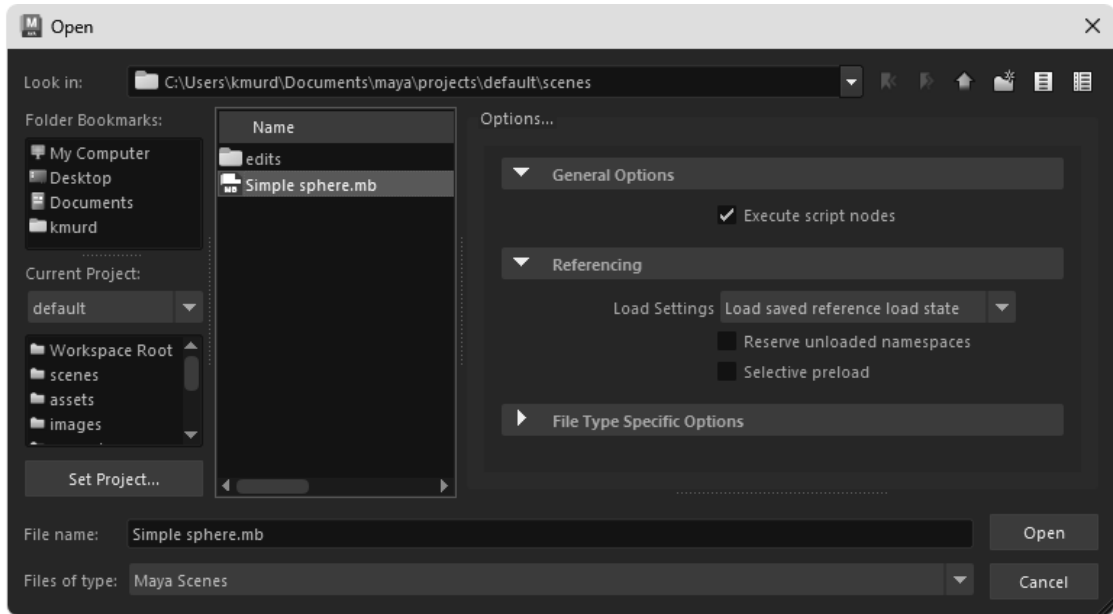 Open
Look in:
C:\Users\kmurd\Documents\maya\projects\default\scenes
Folder Bookmarks:
My Computer
Desktop
Documents
kmurd
Current Project:
default
Workspace Root
scenes
assets
images
Set Project...
Name
edits
Simple sphere.mb
Options...
General Options
Execute script nodes
Referencing
Load Settings Load saved reference load state
Reserve unloaded namespaces
Selective preload
File Type Specific Options
File name: Simple sphere.mb
Open
Files of type: Maya Scenes
Cancel